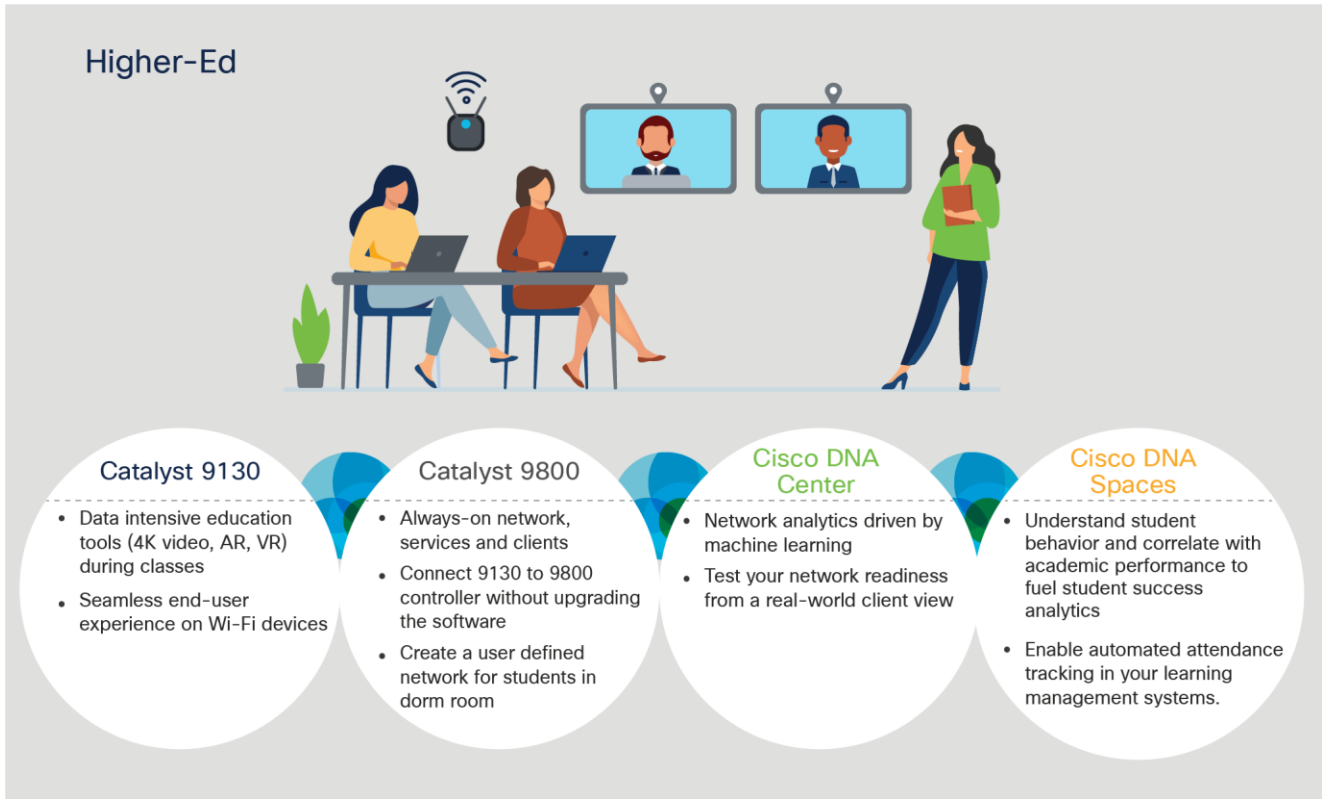 Higher-Ed
Catalyst 9130
• Data intensive education
tools (4K video, AR, VR)
during classes
• Seamless end-user
experience on Wi-Fi devices
Catalyst 9800
• Always-on network,
services and clients
• Connect 9130 to 9800
controller without upgrading
the software
• Create a user defined
network for students in
dorm room
Cisco DNA
Center
• Network analytics driven by
machine learning
• Test your network readiness
from a real-world client view
Cisco DNA
Spaces
• Understand student
behavior and correlate with
academic performance to
fuel student success
analytics
• Enable automated attendance
tracking in your learning
management systems.